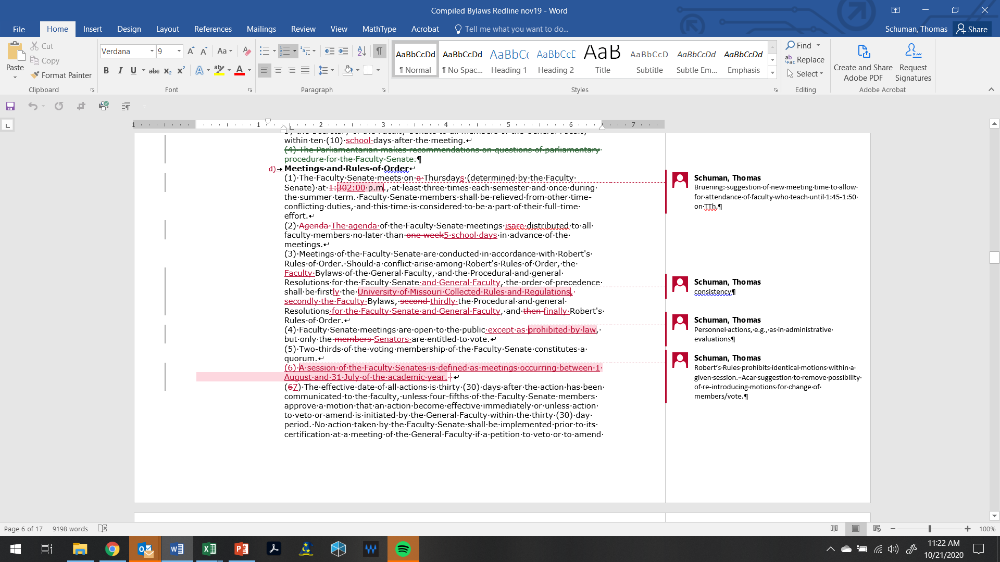 Compiled Bylaws Redline nov19 - Word
File Home Insert Design Layout References Mailings Review View MathType Acrobat Tell me what you want to do... Schuman, Thomas Share
Paste
Cut
Copy
Format Painter
Clipboard
Verdana 9
Font
Paragraph
AaBbCcDd AaBbCcDd AaBbC AaBbCcD AaB AaBbCcD AaBbCcDd AaBbCcDd
¶ Normal ¶ No Spac... Heading 1 Heading 2 Title Subtitle Subtle Em... Emphasis
Styles
Find
Replace
Select
Editing
Create and Share Adobe PDF
Request Signatures
Adobe Acrobat
1 1 2 3 4 5 6 7
within ten (10) school days after the meeting.
(4) The Parliamentarian makes recommendations on questions of parliamentary
procedure for the Faculty Senate.¶
d) Meetings and Rules of Order
(1) The Faculty Senate meets on a Thursdays (determined by the Faculty
Senate) at 1:302:00 p.m., at least three times each semester and once during
the summer term. Faculty Senate members shall be relieved from other time-
conflicting duties, and this time is considered to be a part of their full-time
effort.
(2) Agenda The agenda of the Faculty Senate meetings isare distributed to all
faculty members no later than one week5 school days in advance of the
meetings.
(3) Meetings of the Faculty Senate are conducted in accordance with Robert's
Rules of Order. Should a conflict arise among Robert's Rules of Order, the
Faculty Bylaws of the General Faculty, and the Procedural and general
Resolutions for the Faculty Senate and General Faculty, the order of precedence
shall be firstly the University of Missouri Collected Rules and Regulations,
secondly the Faculty Bylaws, second thirdly the Procedural and general
Resolutions for the Faculty Senate and General Faculty, and then finally Robert's
Rules of Order.
(4) Faculty Senate meetings are open to the public except as prohibited by law,
but only the members Senators are entitled to vote.
(5) Two-thirds of the voting membership of the Faculty Senate constitutes a
quorum.
(6) A session of the Faculty Senates is defined as meetings occurring between 1
August and 31 July of the academic year.
(67) The effective date of all actions is thirty (30) days after the action has been
communicated to the faculty, unless four-fifths of the Faculty Senate members
approve a motion that an action become effective immediately or unless action
to veto or amend is initiated by the General Faculty within the thirty (30) day
period. No action taken by the Faculty Senate shall be implemented prior to its
certification at a meeting of the General Faculty if a petition to veto or to amend
Schuman, Thomas
Bruening: suggestion of new meeting time to allow
for attendance of faculty who teach until 1:45-1:50
on TTh.¶
Schuman, Thomas
consistency¶
Schuman, Thomas
Personnel actions, e.g., as in administrative
evaluations¶
Schuman, Thomas
Robert's Rules prohibits identical motions within a
given session. Acar suggestion to remove possibility
of re-introducing motions for change of
members/vote.¶
Page 6 of 17 9198 words 100%
11:22 AM
10/21/2020